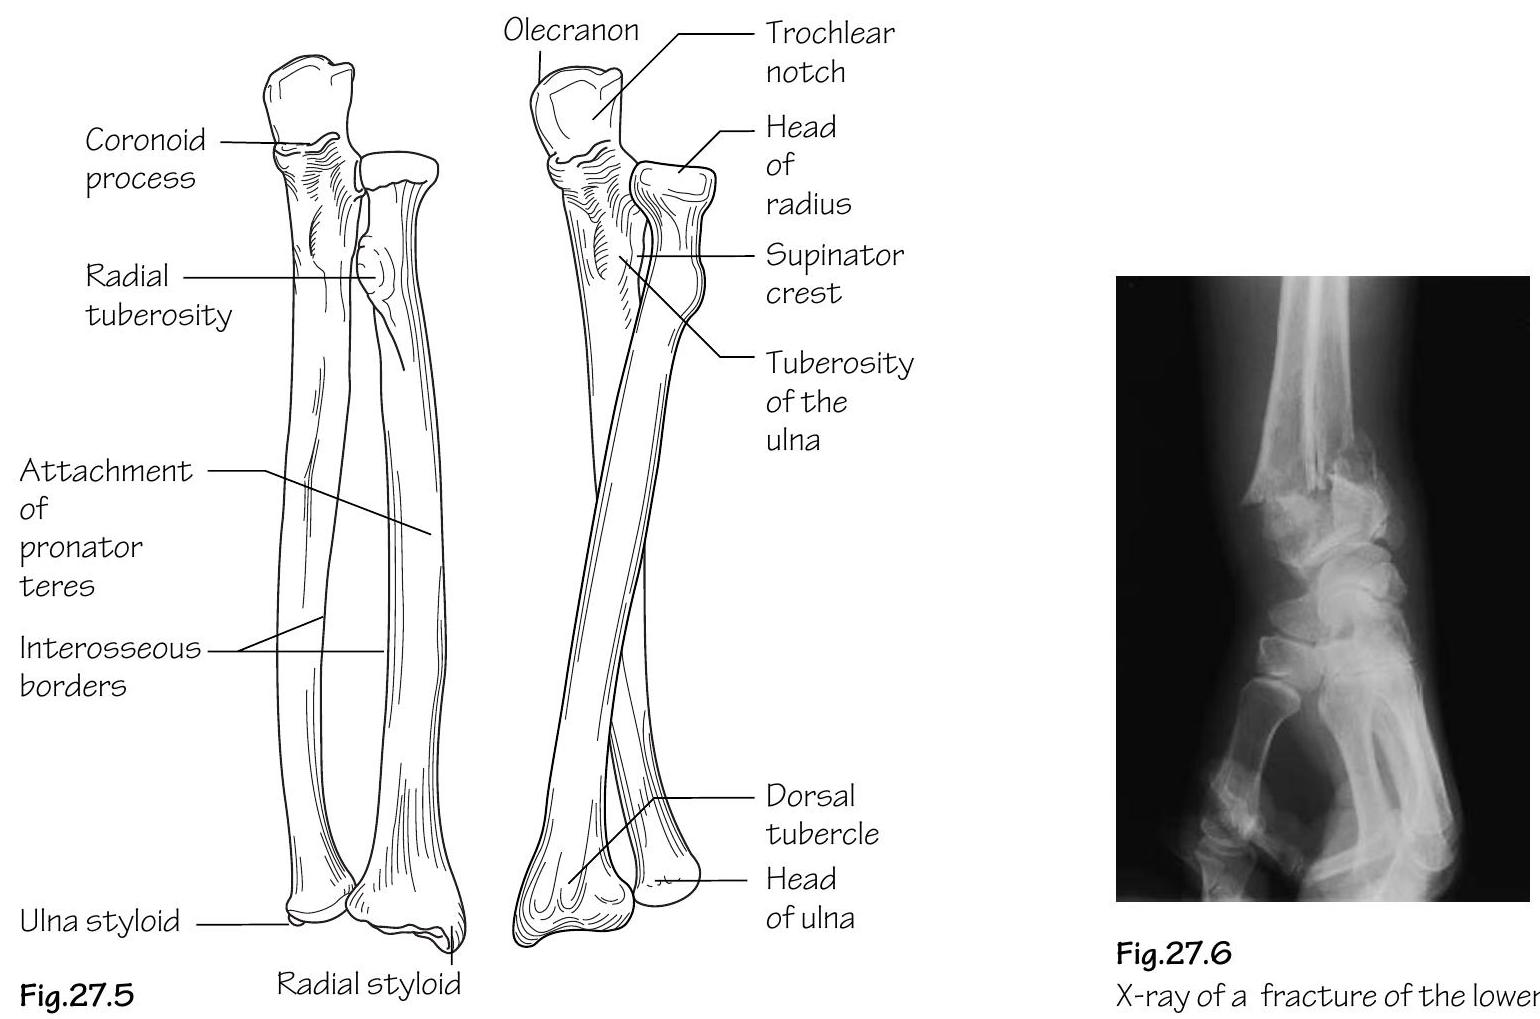 Olecranon
Trochlear
notch
Head
of
radius
Coronoid
process
Supinator
crest
Radial
tuberosity
Tuberosity
of the
ulna
Attachment
of
pronator
teres
Interosseous
borders
Dorsal
tubercle
Head
of ulna
Ulna styloid
Radial styloid
Fig.27.5
Fig.27.6
X-ray of a fracture of the lower